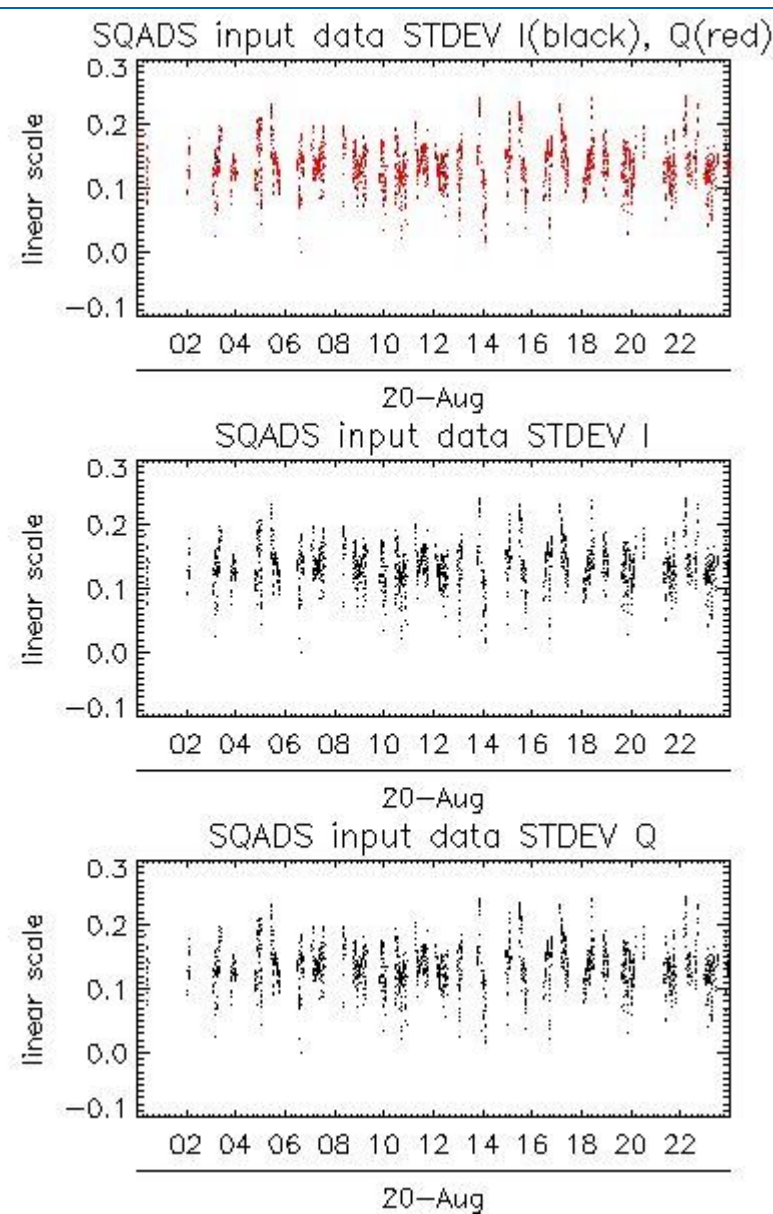 SQADS input data STDEV I(black), Q(red)
0.3
0.2
0.1
0.0
−0.1
linear scale
02 04 06 08 10 12 14 16 18 20 22
20−Aug
SQADS input data STDEV I
0.3
0.2
0.1
0.0
−0.1
linear scale
02 04 06 08 10 12 14 16 18 20 22
20−Aug
SQADS input data STDEV Q
0.3
0.2
0.1
0.0
−0.1
linear scale
02 04 06 08 10 12 14 16 18 20 22
20−Aug